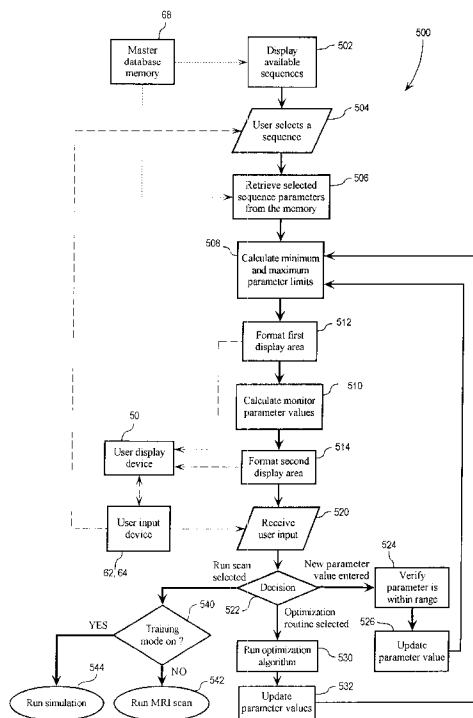 68
Master
database
memory
502
Display
available
sequences
500
504
User selects a
sequence
506
Retrieve selected
sequence parameters
from the memory
508
Calculate minimum
and maximum
parameter limits
512
Format first
display area
510
Calculate monitor
parameter values
50
User display
device
514
Format second
display area
User input
device
62, 64
520
Receive
user input
Run scan
selected
Decision
522
New parameter
value entered
524
Verify
parameter is
within range
526
Update
parameter value
Optimization
routine selected
540
Training
mode on ?
YES
NO
530
Run optimization
algorithm
532
Update
parameter values
544
Run simulation
542
Run MRI scan